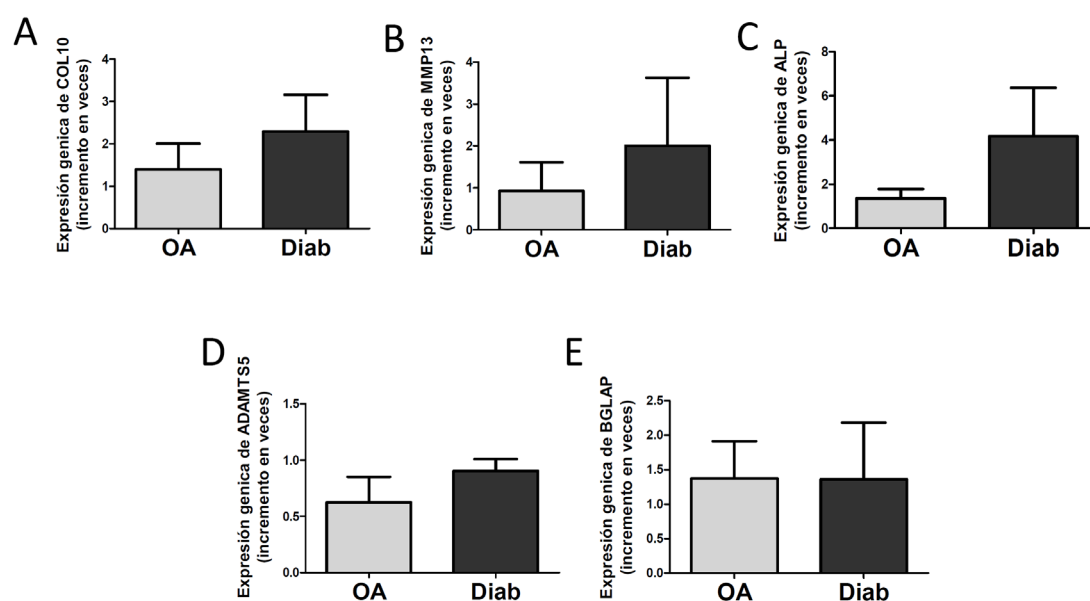 A
Expresión genica de COL10
(incremento en veces)
4
3
2
1
0
OA
Diab
B
Expresión genica de MMP13
(incremento en veces)
4
3
2
1
0
OA
Diab
C
Expresión genica de ALP
(incremento en veces)
8
6
4
2
0
OA
Diab
D
Expresión genica de ADAMTS5
(incremento en veces)
1.5
1.0
0.5
0.0
OA
Diab
E
Expresión genica de BGLAP
(incremento en veces)
2.5
2.0
1.5
1.0
0.5
0.0
OA
Diab